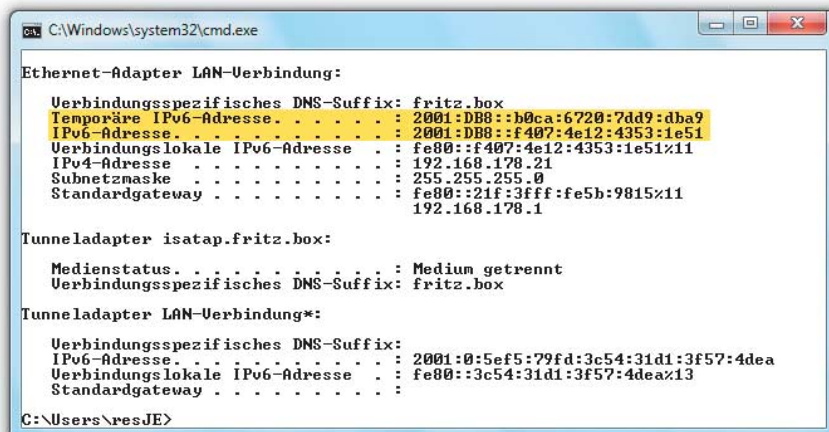 C:\Windows\system32\cmd.exe
Ethernet-Adapter LAN-Verbindung:
Verbindungsspezifisches DNS-Suffix: fritz.box
Temporäre IPv6-Adresse. . . . . . : 2001:DB8::b0ca:6720:7dd9:dba9
IPv6-Adresse. . . . . . . . . . . : 2001:DB8::f407:4e12:4353:1e51
Verbindungslokale IPv6-Adresse  . : fe80::f407:4e12:4353:1e51%11
IPv4-Adresse  . . . . . . . . . . : 192.168.178.21
Subnetzmaske  . . . . . . . . . . : 255.255.255.0
Standardgateway . . . . . . . . . : fe80::21f:3fff:fe5b:9815%11
192.168.178.1
Tunneladapter isatap.fritz.box:
Medienstatus. . . . . . . . . . . : Medium getrennt
Verbindungsspezifisches DNS-Suffix: fritz.box
Tunneladapter LAN-Verbindung*:
Verbindungsspezifisches DNS-Suffix:
IPv6-Adresse. . . . . . . . . . . : 2001:0:5ef5:79fd:3c54:31d1:3f57:4dea
Verbindungslokale IPv6-Adresse  . : fe80::3c54:31d1:3f57:4dea%13
Standardgateway . . . . . . . . . :
C:\Users\resJE>